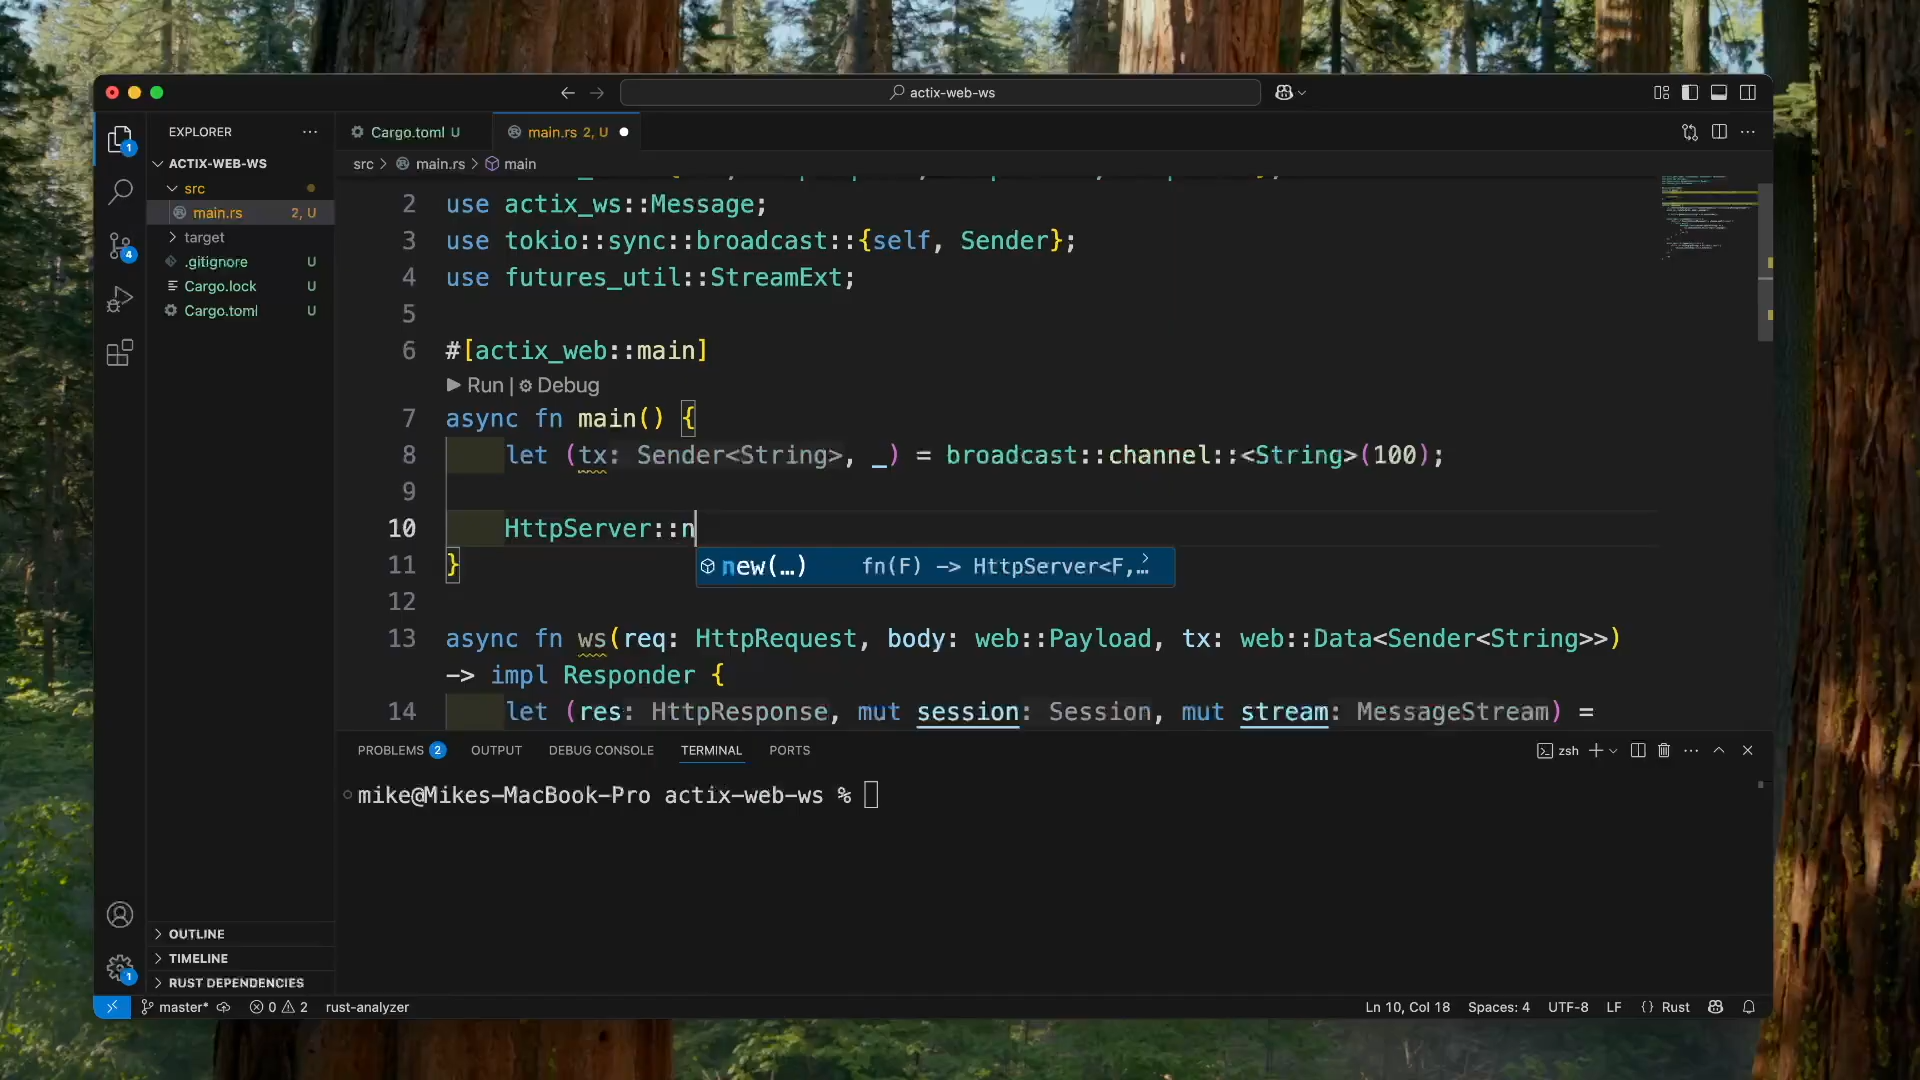 actix-web-ws
EXPLORER
Cargo.toml U
main.rs 2, U
ACTIX-WEB-WS
src > main.rs > main
src
main.rs 2, U
target
.gitignore U
Cargo.lock U
Cargo.toml U
1
4
2 use actix_ws::Message;
3 use tokio::sync::broadcast::{self, Sender};
4 use futures_util::StreamExt;
5
6 #[actix_web::main]
Run | Debug
7 async fn main() {
8 let (tx: Sender<String>, _) = broadcast::channel::<String>(100);
9
10 HttpServer::n
new(…) fn(F) -> HttpServer<F,…
11 }
12
13 async fn ws(req: HttpRequest, body: web::Payload, tx: web::Data<Sender<String>>)
-> impl Responder {
14 let (res: HttpResponse, mut session: Session, mut stream: MessageStream) =
PROBLEMS 2 OUTPUT DEBUG CONSOLE TERMINAL PORTS
zsh
mike@Mikes-MacBook-Pro actix-web-ws %
OUTLINE
TIMELINE
RUST DEPENDENCIES
1
master* 0 2 rust-analyzer
Ln 10, Col 18 Spaces: 4 UTF-8 LF {} Rust